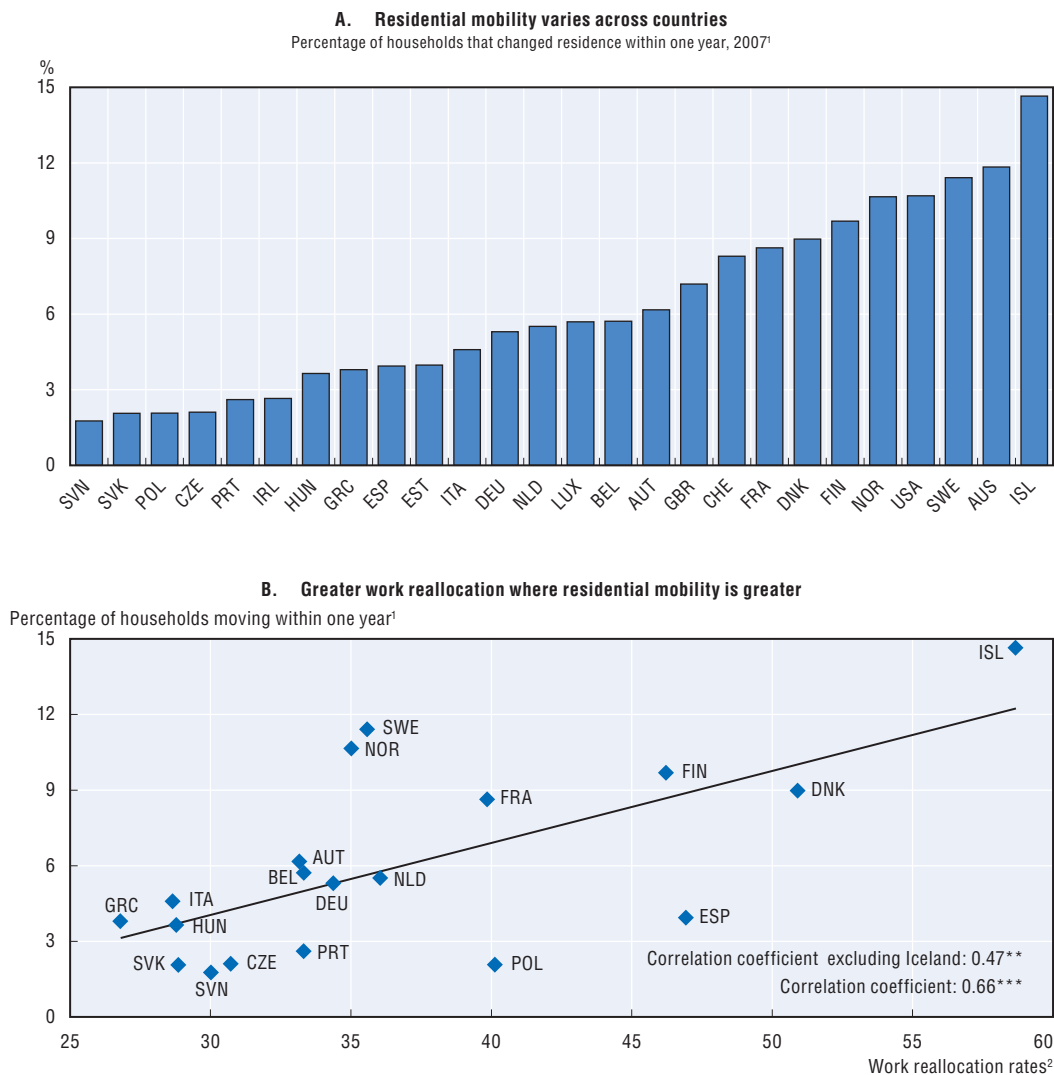 A. Residential mobility varies across countries
Percentage of households that changed residence within one year, 2007¹
%
15
12
9
6
3
0
SVN SVK POL CZE PRT IRL HUN GRC ESP EST ITA DEU NLD LUX BEL AUT GBR CHE FRA DNK FIN NOR USA SWE AUS ISL
B. Greater work reallocation where residential mobility is greater
Percentage of households moving within one year¹
15
ISL
12
SWE
NOR
FIN
9
DNK
FRA
AUT
6
BEL
NLD
DEU
ITA
GRC
HUN
ESP
3
PRT
SVK
CZE
POL
SVN
Correlation coefficient excluding Iceland: 0.47**
Correlation coefficient: 0.66***
0
25 30 35 40 45 50 55 60
Work reallocation rates²